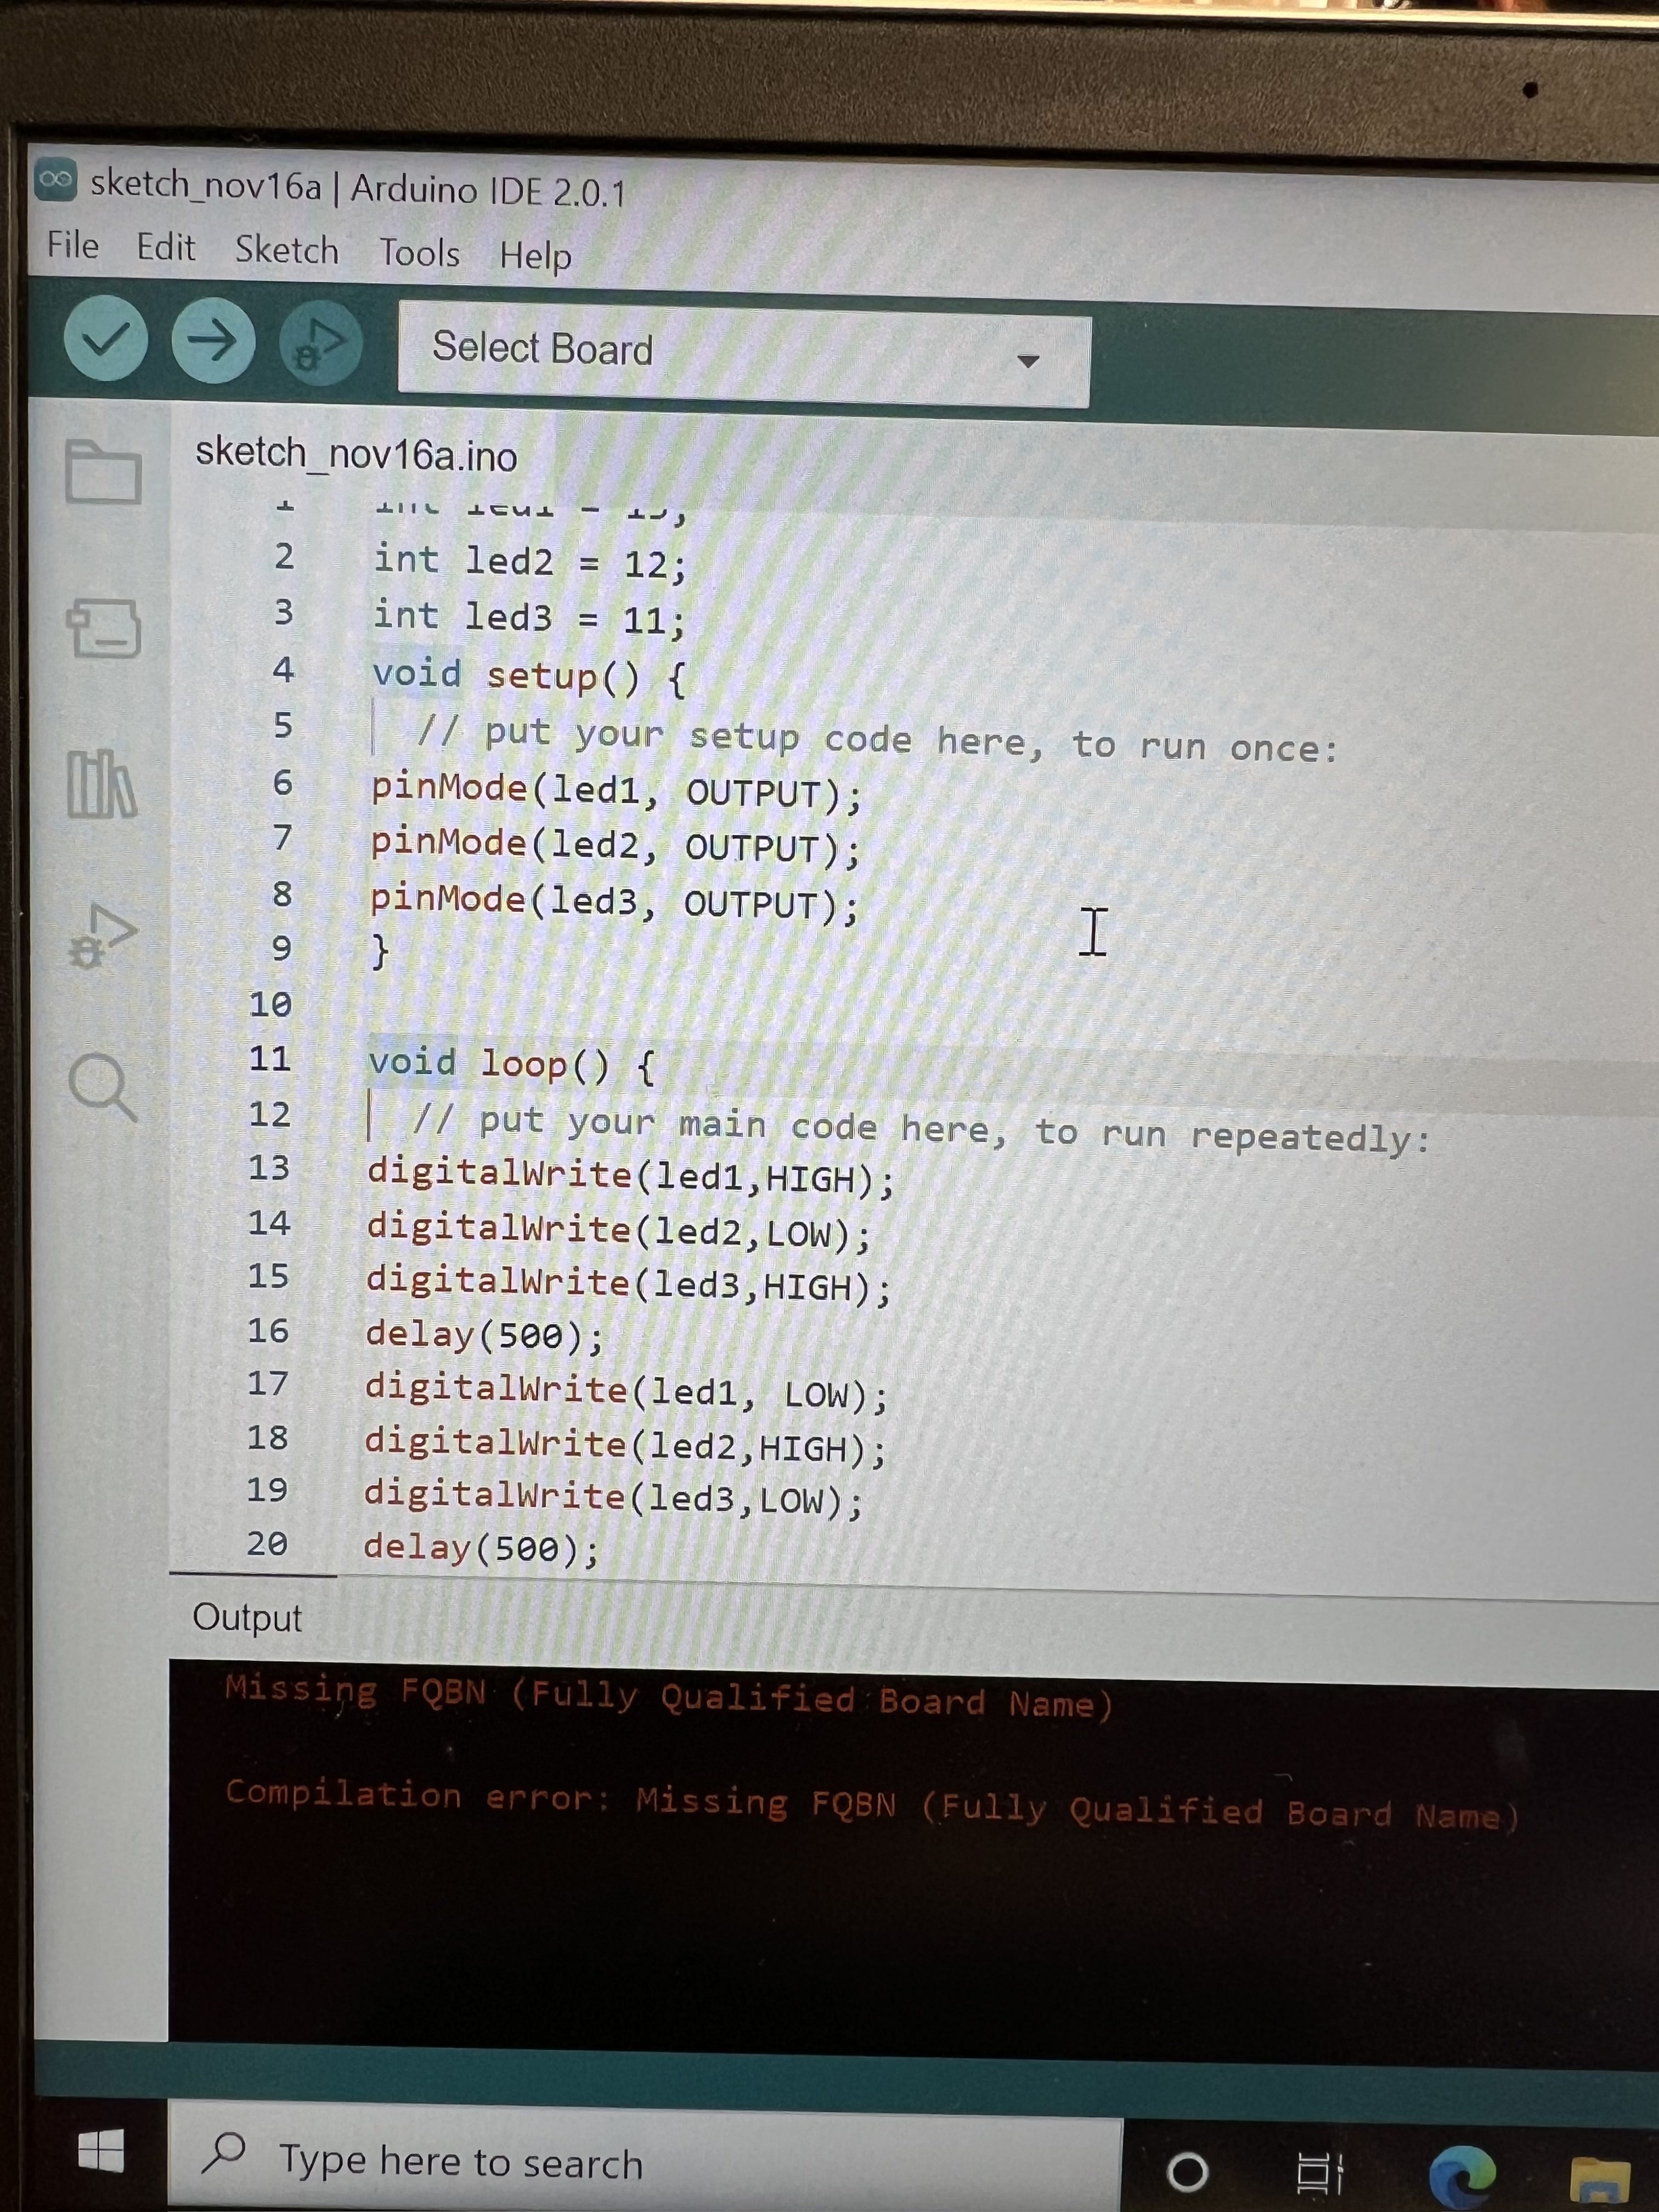 sketch_nov16a | Arduino IDE 2.0.1
File Edit Sketch Tools Help
Select Board
sketch_nov16a.ino
1
2 int led2 = 12;
3 int led3 = 11;
4 void setup() {
5 // put your setup code here, to run once:
6 pinMode(led1, OUTPUT);
7 pinMode(led2, OUTPUT);
8 pinMode(led3, OUTPUT);
9 }
10
11 void loop() {
12 // put your main code here, to run repeatedly:
13 digitalWrite(led1,HIGH);
14 digitalWrite(led2,LOW);
15 digitalWrite(led3,HIGH);
16 delay(500);
17 digitalWrite(led1, LOW);
18 digitalWrite(led2,HIGH);
19 digitalWrite(led3,LOW);
20 delay(500);
Output
Missing FQBN (Fully Qualified Board Name)
Compilation error: Missing FQBN (Fully Qualified Board Name)
Type here to search